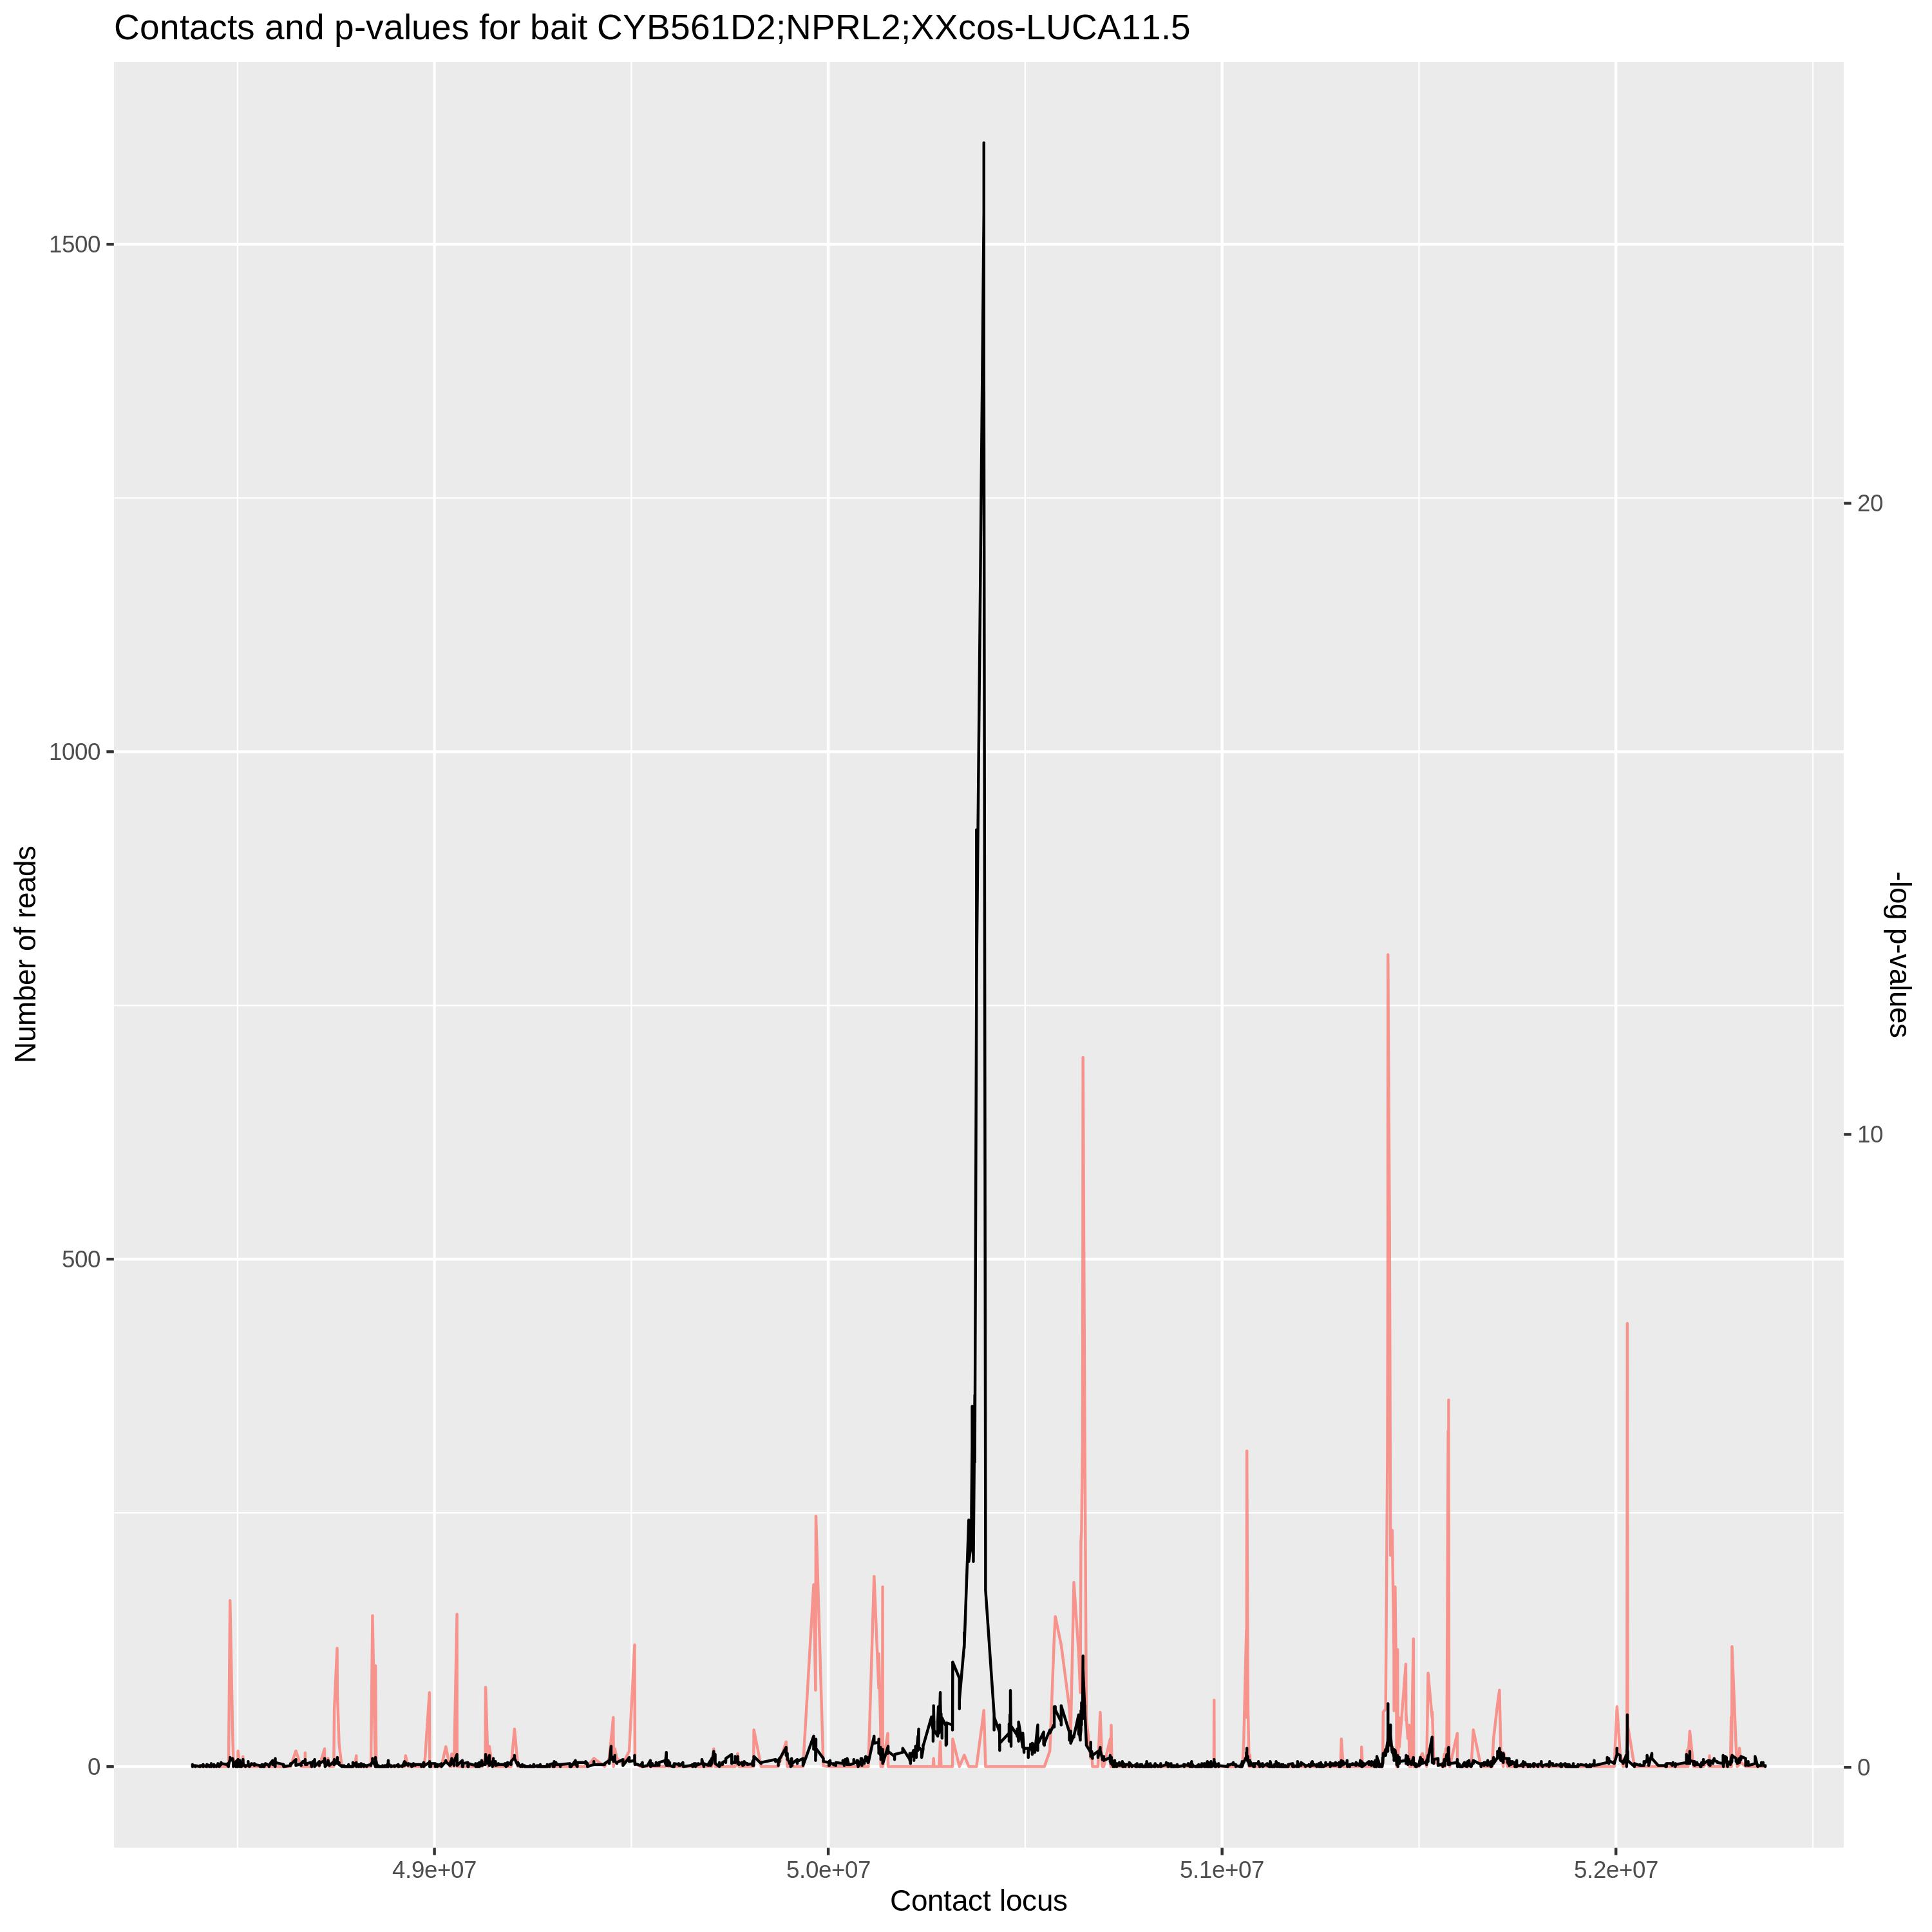 Contacts and p-values for bait CYB561D2;NPRL2;XXcos-LUCA11.5
1500
1000
500
0
Number of reads
20
10
0
-log p-values
4.9e+07
5.0e+07
5.1e+07
5.2e+07
Contact locus